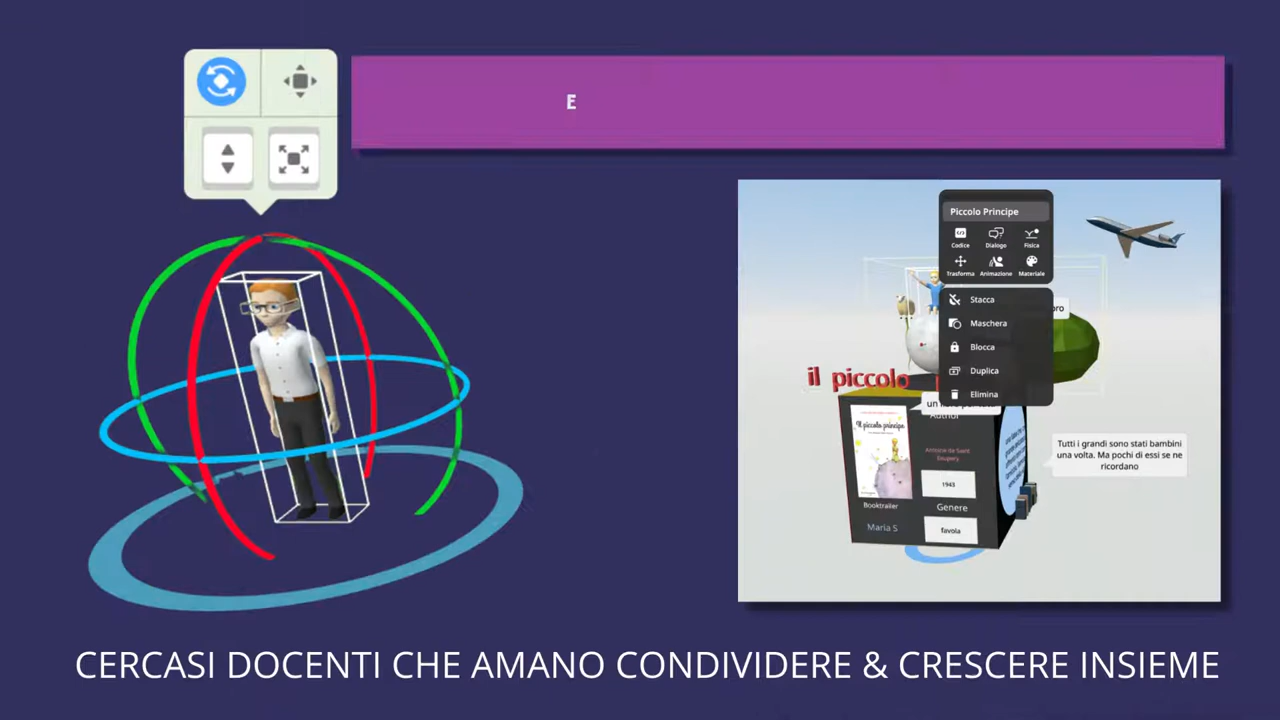 E
Piccolo Principe
Codice Dialogo Fisica
Trasforma Animazione Materiale
Stacca
Maschera
Blocca
Duplica
Elimina
il piccolo
Il piccolo principe
Author
Antoine de Saint
Exupery
1943
Booktrailer
Genere
Maria S
favola
Tutti i grandi sono stati bambini
una volta. Ma pochi di essi se ne
ricordano
CERCASI DOCENTI CHE AMANO CONDIVIDERE & CRESCERE INSIEME